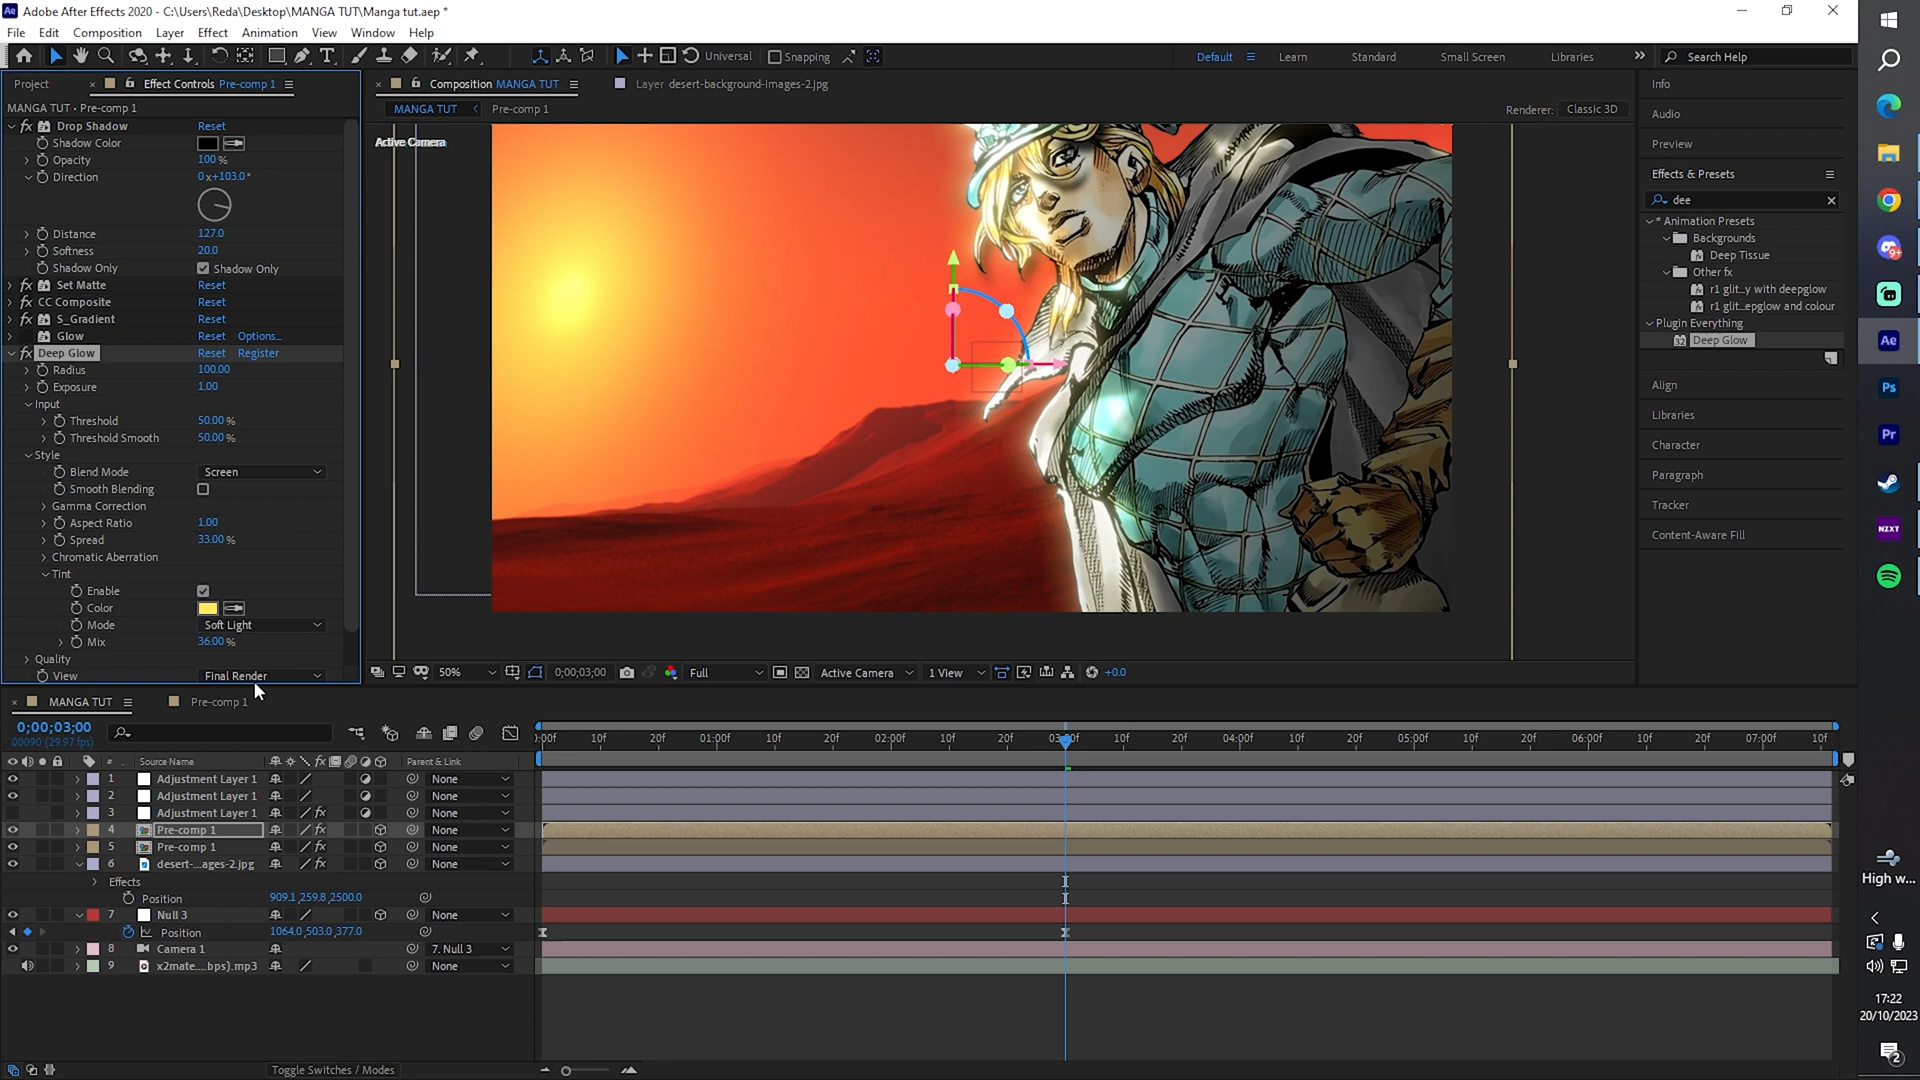 Adobe After Effects 2020 - C:\Users\Reda\Desktop\MANGA TUT\Manga tut.aep *
File Edit Composition Layer Effect Animation View Window Help
Universal Snapping Default Learn Standard Small Screen Libraries Search Help
Project Effect Controls Pre-comp 1
Composition MANGA TUT
Layer desert-background-images-2.jpg
MANGA TUT • Pre-comp 1
MANGA TUT Pre-comp 1
Renderer: Classic 3D
Active Camera
fx Drop Shadow Reset
Shadow Color
Opacity 100 %
Direction 0 x+103.0 °
Distance 127.0
Softness 20.0
Shadow Only Shadow Only
Set Matte Reset
fx CC Composite Reset
fx S_Gradient Reset
Glow Reset Options...
fx Deep Glow Reset Register
Radius 100.00
Exposure 1.00
Input
Threshold 50.00 %
Threshold Smooth 50.00 %
Style
Blend Mode Screen
Smooth Blending
Gamma Correction
Aspect Ratio 1.00
Spread 33.00 %
Chromatic Aberration
Tint
Enable
Color
Mode Soft Light
Mix 36.00 %
Quality
View Final Render
50% 0;00;03;00 Full Active Camera 1 View +0.0
Info
Audio
Preview
Effects & Presets
dee
* Animation Presets
Backgrounds
Deep Tissue
Other fx
r1 glit...y with deepglow
r1 glit...epglow and colour
Plugin Everything
Deep Glow
Align
Libraries
Character
Paragraph
Tracker
Content-Aware Fill
MANGA TUT Pre-comp 1
0;00;03;00
00090 (29.97 fps)
):00f 10f 20f 01:00f 10f 20f 02:00f 10f 20f 03:00f 10f 20f 04:00f 10f 20f 05:00f 10f 20f 06:00f 10f 20f 07:00f 10f
# Source Name fx Parent & Link
1 Adjustment Layer 1 None
2 Adjustment Layer 1 None
3 Adjustment Layer 1 fx None
4 Pre-comp 1 fx None
5 Pre-comp 1 fx None
6 desert-...ages-2.jpg fx None
Effects
Position 909.1,259.8,2500.0
7 Null 3 None
Position 1064.0,503.0,377.0
8 Camera 1 7. Null 3
9 x2mate....bps}.mp3 None
Toggle Switches / Modes
9+
Ae
Ps
Pr
NZXT
High w...
17:22
20/10/2023
2